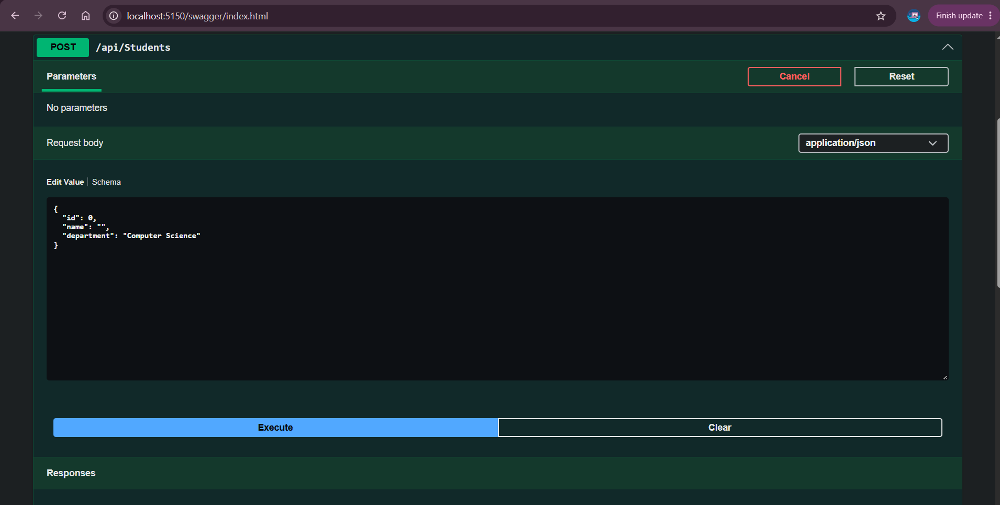 localhost:5150/swagger/index.html
Finish update
POST /api/Students
Parameters
Cancel
Reset
No parameters
Request body
application/json
Edit Value | Schema
{
  "id": 0,
  "name": "",
  "department": "Computer Science"
}
Execute
Clear
Responses